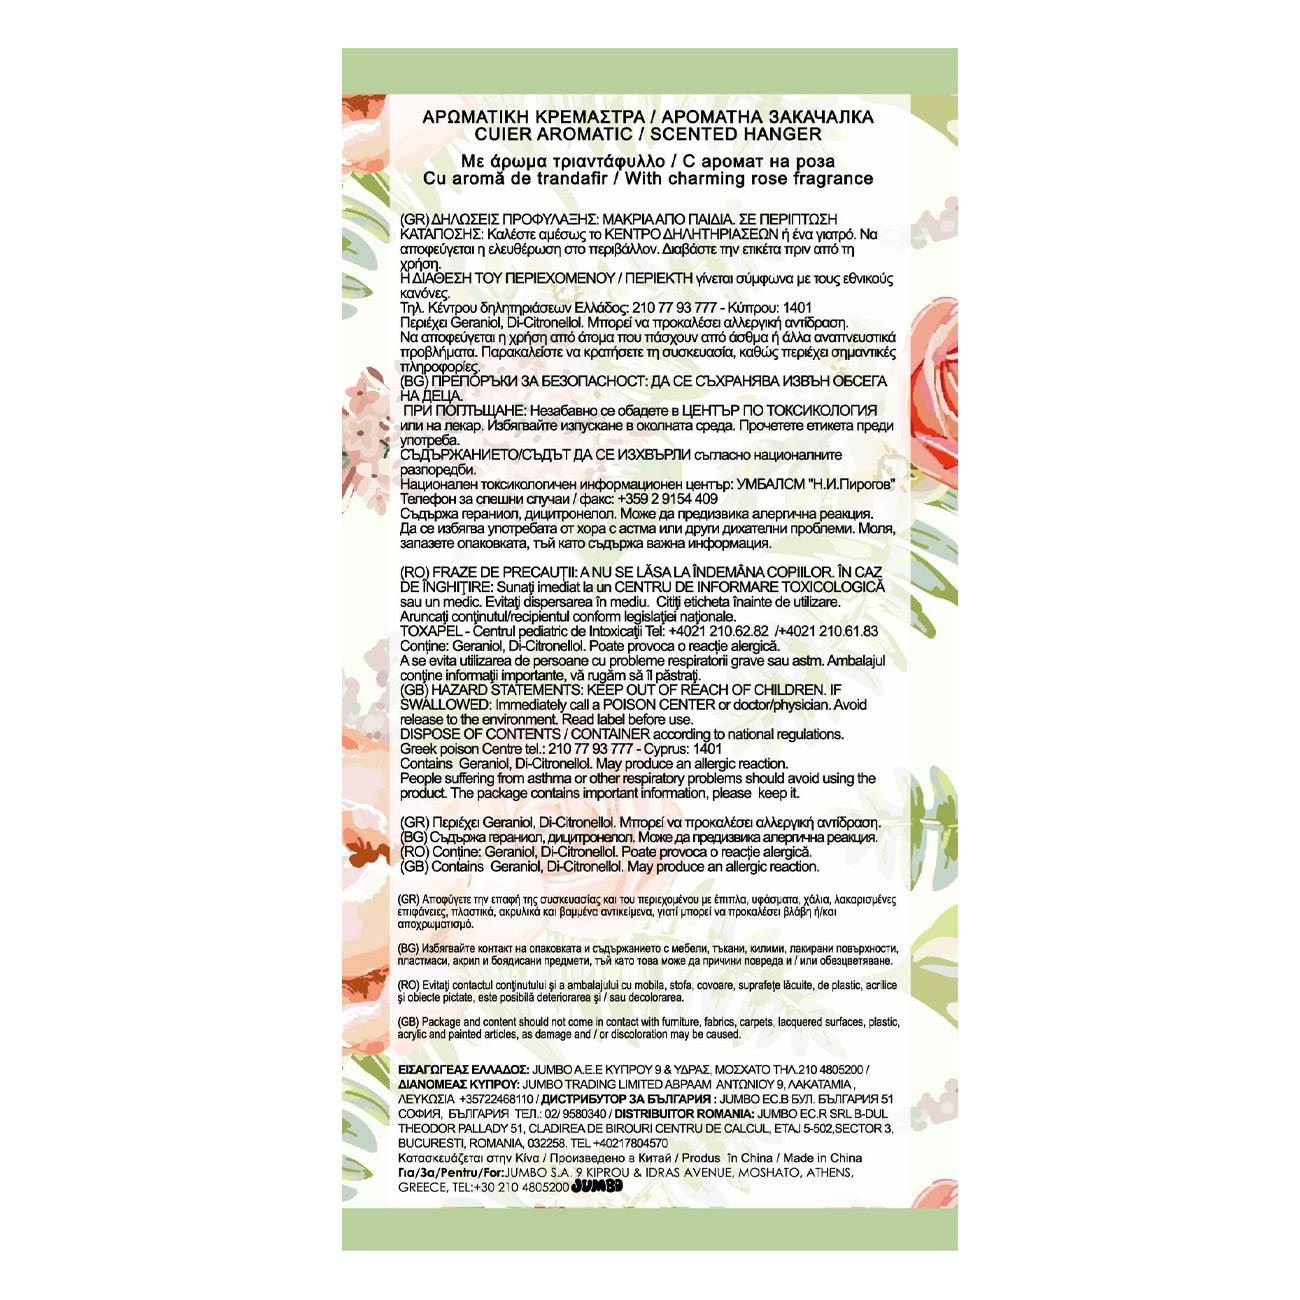 ΑΡΩΜΑΤΙΚΗ ΚΡΕΜΑΣΤΡΑ / АРОМАТНА ЗАКАЧАЛКА
CUIER AROMATIC / SCENTED HANGER
Με άρωμα τριαντάφυλλο / С аромат на роза
Cu aromă de trandafir / With charming rose fragrance
(GR) ΔΗΛΩΣΕΙΣ ΠΡΟΦΥΛΑΞΗΣ: ΜΑΚΡΙΑ ΑΠΟ ΠΑΙΔΙΑ. ΣΕ ΠΕΡΙΠΤΩΣΗ
ΚΑΤΑΠΟΣΗΣ: Καλέστε αμέσως το ΚΕΝΤΡΟ ΔΗΛΗΤΗΡΙΑΣΕΩΝ ή ένα γιατρό. Να
αποφεύγεται η ελευθέρωση στο περιβάλλον. Διαβάστε την ετικέτα πριν από τη
χρήση.
Η ΔΙΑΘΕΣΗ ΤΟΥ ΠΕΡΙΕΧΟΜΕΝΟΥ / ΠΕΡΙΕΚΤΗ γίνεται σύμφωνα με τους εθνικούς
κανόνες.
Τηλ. Κέντρου δηλητηριάσεων Ελλάδος: 210 77 93 777 - Κύπρου: 1401
Περιέχει Geraniol, Di-Citronellol. Μπορεί να προκαλέσει αλλεργική αντίδραση.
Να αποφεύγεται η χρήση από άτομα που πάσχουν από άσθμα ή άλλα αναπνευστικά
προβλήματα. Παρακαλείστε να κρατήσετε τη συσκευασία, καθώς περιέχει σημαντικές
πληροφορίες.
(BG) ПРЕПОРЪКИ ЗА БЕЗОПАСНОСТ: ДА СЕ СЪХРАНЯВА ИЗВЪН ОБСЕГА
НА ДЕЦА.
ПРИ ПОГЛЪЩАНЕ: Незабавно се обадете в ЦЕНТЪР ПО ТОКСИКОЛОГИЯ
или на лекар. Избягвайте изпускане в околната среда. Прочетете етикета преди
употреба.
СЪДЪРЖАНИЕТО/СЪДЪТ ДА СЕ ИЗХВЪРЛИ съгласно националните
разпоредби.
Национален токсикологичен информационен център: УМБАЛСМ "Н.И.Пирогов"
Телефон за спешни случаи / факс: +359 2 9154 409
Съдържа гераниол, дицитронелол. Може да предизвика алергична реакция.
Да се избягва употребата от хора с астма или други дихателни проблеми. Моля,
запазете опаковката, тъй като съдържа важна информация.
(RO) FRAZE DE PRECAUȚII: A NU SE LĂSA LA ÎNDEMÂNA COPIILOR. ÎN CAZ
DE ÎNGHIȚIRE: Sunați imediat la un CENTRU DE INFORMARE TOXICOLOGICĂ
sau un medic. Evitați dispersarea în mediu. Citiți eticheta înainte de utilizare.
Aruncați conținutul/recipientul conform legislației naționale.
TOXAPEL - Centrul pediatric de Intoxicații Tel: +4021 210.62.82 /+4021 210.61.83
Conține: Geraniol, Di-Citronellol. Poate provoca o reacție alergică.
A se evita utilizarea de persoane cu probleme respiratorii grave sau astm. Ambalajul
conține informații importante, vă rugăm să îl păstrați.
(GB) HAZARD STATEMENTS: KEEP OUT OF REACH OF CHILDREN. IF
SWALLOWED: Immediately call a POISON CENTER or doctor/physician. Avoid
release to the environment. Read label before use.
DISPOSE OF CONTENTS / CONTAINER according to national regulations.
Greek poison Centre tel.: 210 77 93 777 - Cyprus: 1401
Contains Geraniol, Di-Citronellol. May produce an allergic reaction.
People suffering from asthma or other respiratory problems should avoid using the
product. The package contains important information, please keep it.
(GR) Περιέχει Geraniol, Di-Citronellol. Μπορεί να προκαλέσει αλλεργική αντίδραση.
(BG) Съдържа гераниол, дицитронелол. Може да предизвика алергична реакция.
(RO) Conține: Geraniol, Di-Citronellol. Poate provoca o reacție alergică.
(GB) Contains Geraniol, Di-Citronellol. May produce an allergic reaction.
(GR) Αποφύγετε την επαφή της συσκευασίας και του περιεχομένου με έπιπλα, υφάσματα, χάλια, λακαρισμένες
επιφάνειες, πλαστικά, ακρυλικά και βαμμένα αντικείμενα, γιατί μπορεί να προκαλέσει βλάβη ή/και
αποχρωματισμό.
(BG) Избягвайте контакт на опаковката и съдържанието с мебели, тъкани, килими, лакирани повърхности,
пластмаси, акрил и боядисани предмети, тъй като това може да причини повреда и / или обезцветяване.
(RO) Evitați contactul conținutului și a ambalajului cu mobila, stofa, covoare, suprafețe lăcuite, de plastic, acrilice
și obiecte pictate, este posibilă deteriorarea și / sau decolorarea.
(GB) Package and content should not come in contact with furniture, fabrics, carpets, lacquered surfaces, plastic,
acrylic and painted articles, as damage and / or discoloration may be caused.
ΕΙΣΑΓΩΓΕΑΣ ΕΛΛΑΔΟΣ: JUMBO A.E.E ΚΥΠΡΟΥ 9 & ΥΔΡΑΣ, ΜΟΣΧΑΤΟ ΤΗΛ.210 4805200 /
ΔΙΑΝΟΜΕΑΣ ΚΥΠΡΟΥ: JUMBO TRADING LIMITED ΑΒΡΑΑΜ ΑΝΤΩΝΙΟΥ 9, ΛΑΚΑΤΑΜΙΑ ,
ΛΕΥΚΩΣΙΑ +35722468110 / ДИСТРИБУТОР ЗА БЪЛГАРИЯ : JUMBO EC.B БУЛ. БЪЛГАРИЯ 51
СОФИЯ, БЪЛГАРИЯ ТЕЛ.: 02/ 9580340 / DISTRIBUITOR ROMANIA: JUMBO EC.R SRL B-DUL
THEODOR PALLADY 51, CLADIREA DE BIROURI CENTRU DE CALCUL, ETAJ 5-502,SECTOR 3,
BUCURESTI, ROMANIA, 032258. TEL +40217804570
Κατασκευάζεται στην Κίνα / Произведено в Китай / Produs în China / Made in China
Για/За/Pentru/For:JUMBO S.A. 9 KIPROU & IDRAS AVENUE, MOSHATO, ATHENS,
GREECE, TEL:+30 210 4805200 JUMBO